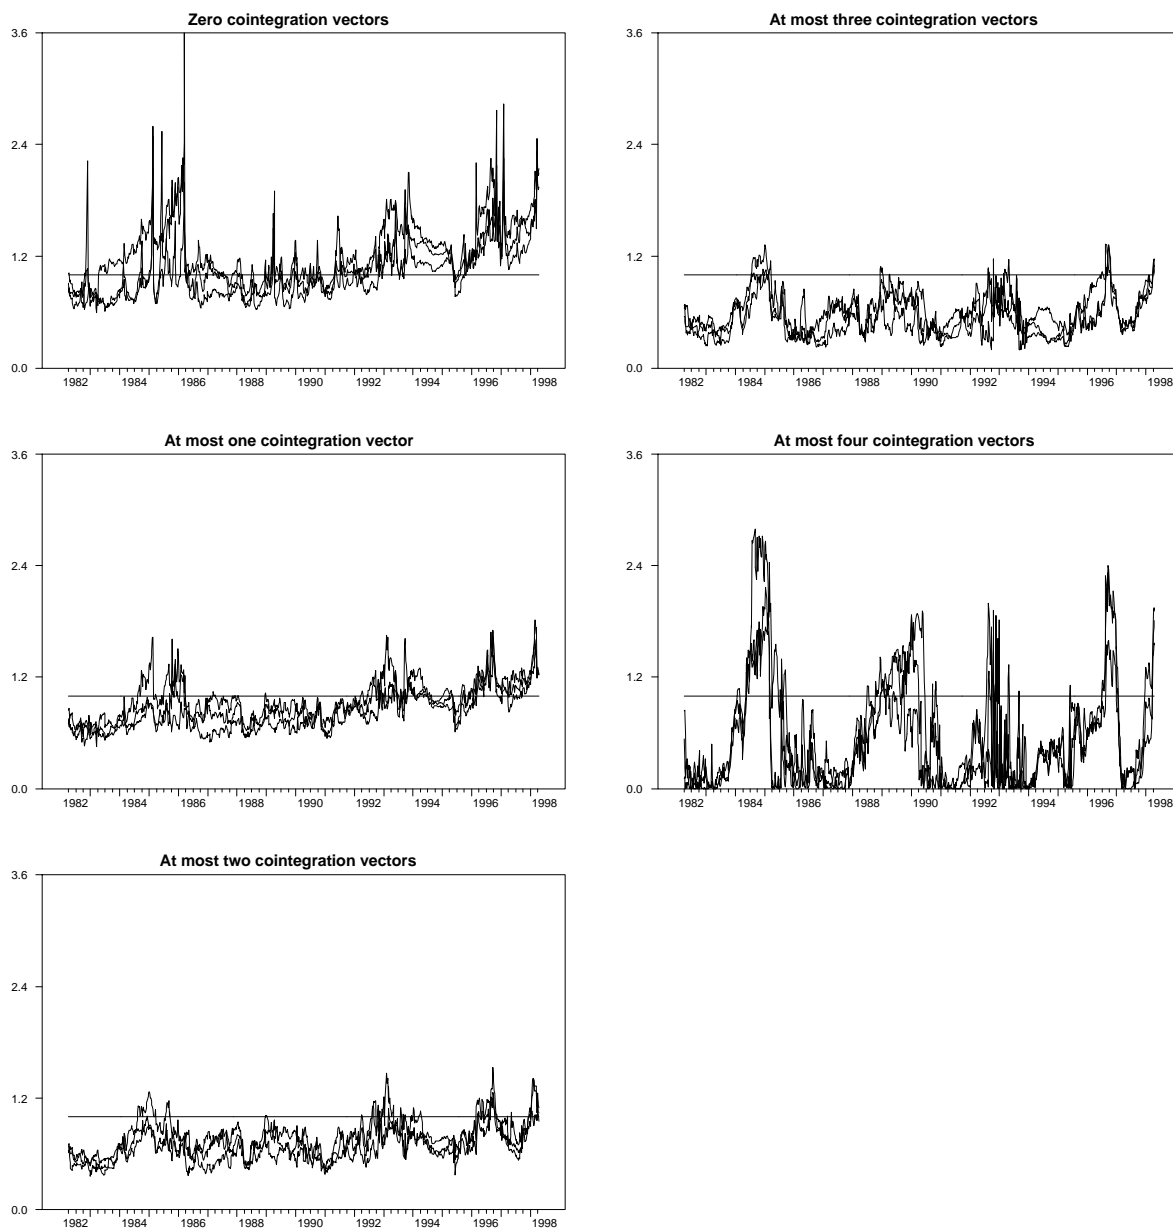 Zero cointegration vectors
3.6
2.4
1.2
0.0
1982 1984 1986 1988 1990 1992 1994 1996 1998
At most three cointegration vectors
3.6
2.4
1.2
0.0
1982 1984 1986 1988 1990 1992 1994 1996 1998
At most one cointegration vector
3.6
2.4
1.2
0.0
1982 1984 1986 1988 1990 1992 1994 1996 1998
At most four cointegration vectors
3.6
2.4
1.2
0.0
1982 1984 1986 1988 1990 1992 1994 1996 1998
At most two cointegration vectors
3.6
2.4
1.2
0.0
1982 1984 1986 1988 1990 1992 1994 1996 1998